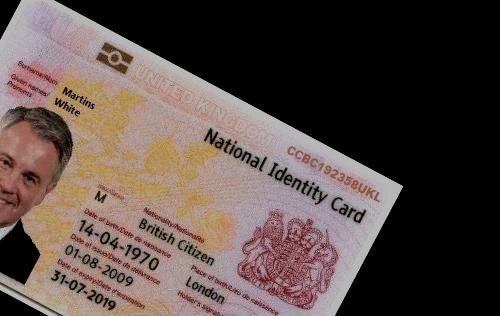 UNITED KINGDOM
National Identity Card
CCBC192358UKL
Surname/Nom
Martins
Given names/
Prénoms
White
Sex/Sexe
M
Nationality/Nationalité
British Citizen
Date of birth/Date de naissance
14-04-1970
Place of birth/Lieu de naissance
London
Date of issue/Date de délivrance
01-08-2009
Date of expiry/Date d'expiration
31-07-2019
Holder's signature